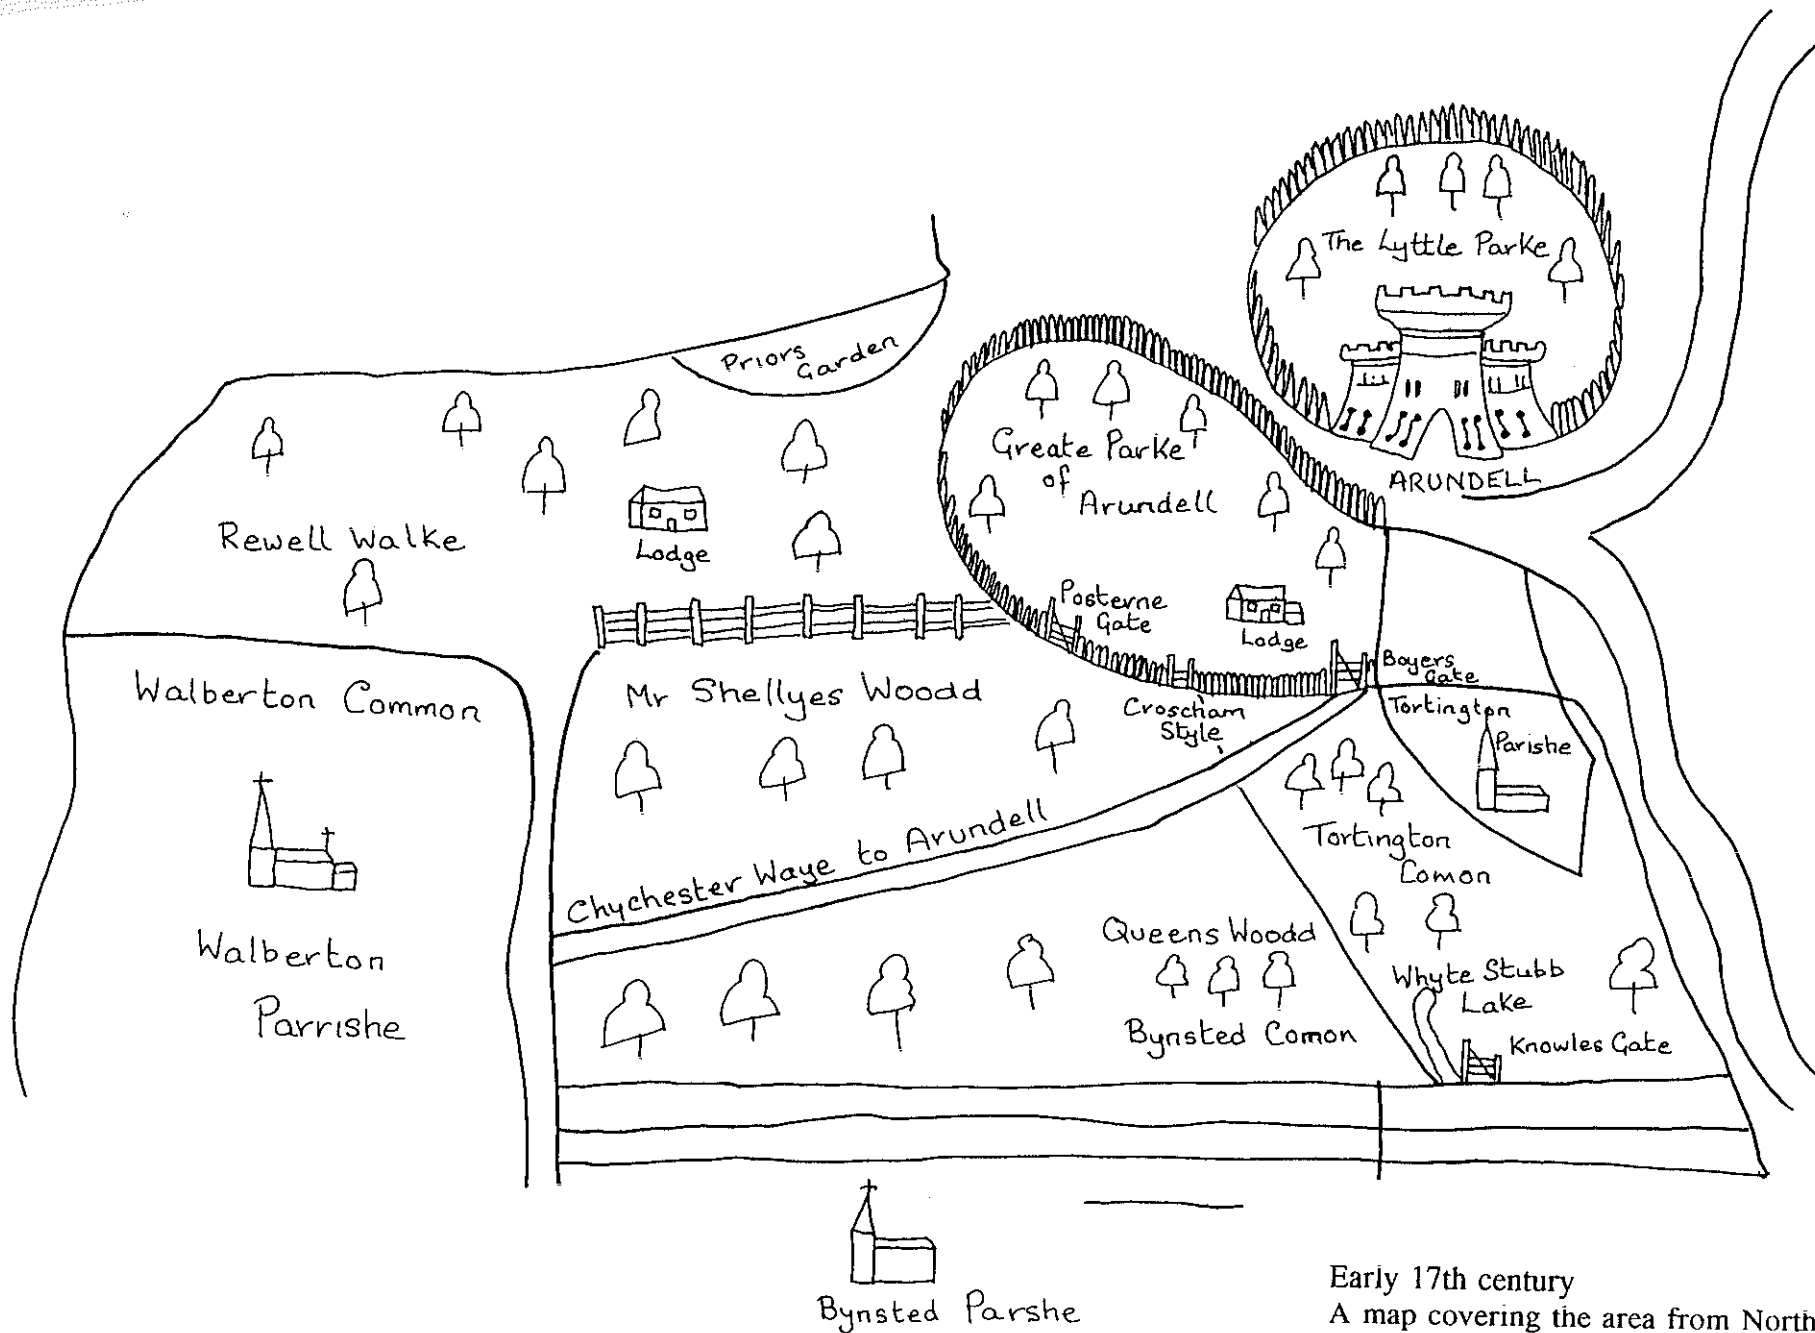 The Lyttle Parke
Priors
Garden
Greate Parke
of
Arundell
ARUNDELL
Rewell Walke
Lodge
Posterne
Gate
Lodge
Boyers
Gate
Walberton Common
Mr Shellyes Woodd
Croscham
Style
Tortington
Parishe
Chychester Waye to Arundell
Tortington
Comon
Walberton
Parrishe
Queens Woodd
Bynsted Comon
Whyte Stubb
Lake
Knowles Gate
Bynsted Parshe
Early 17th century
A map covering the area from North